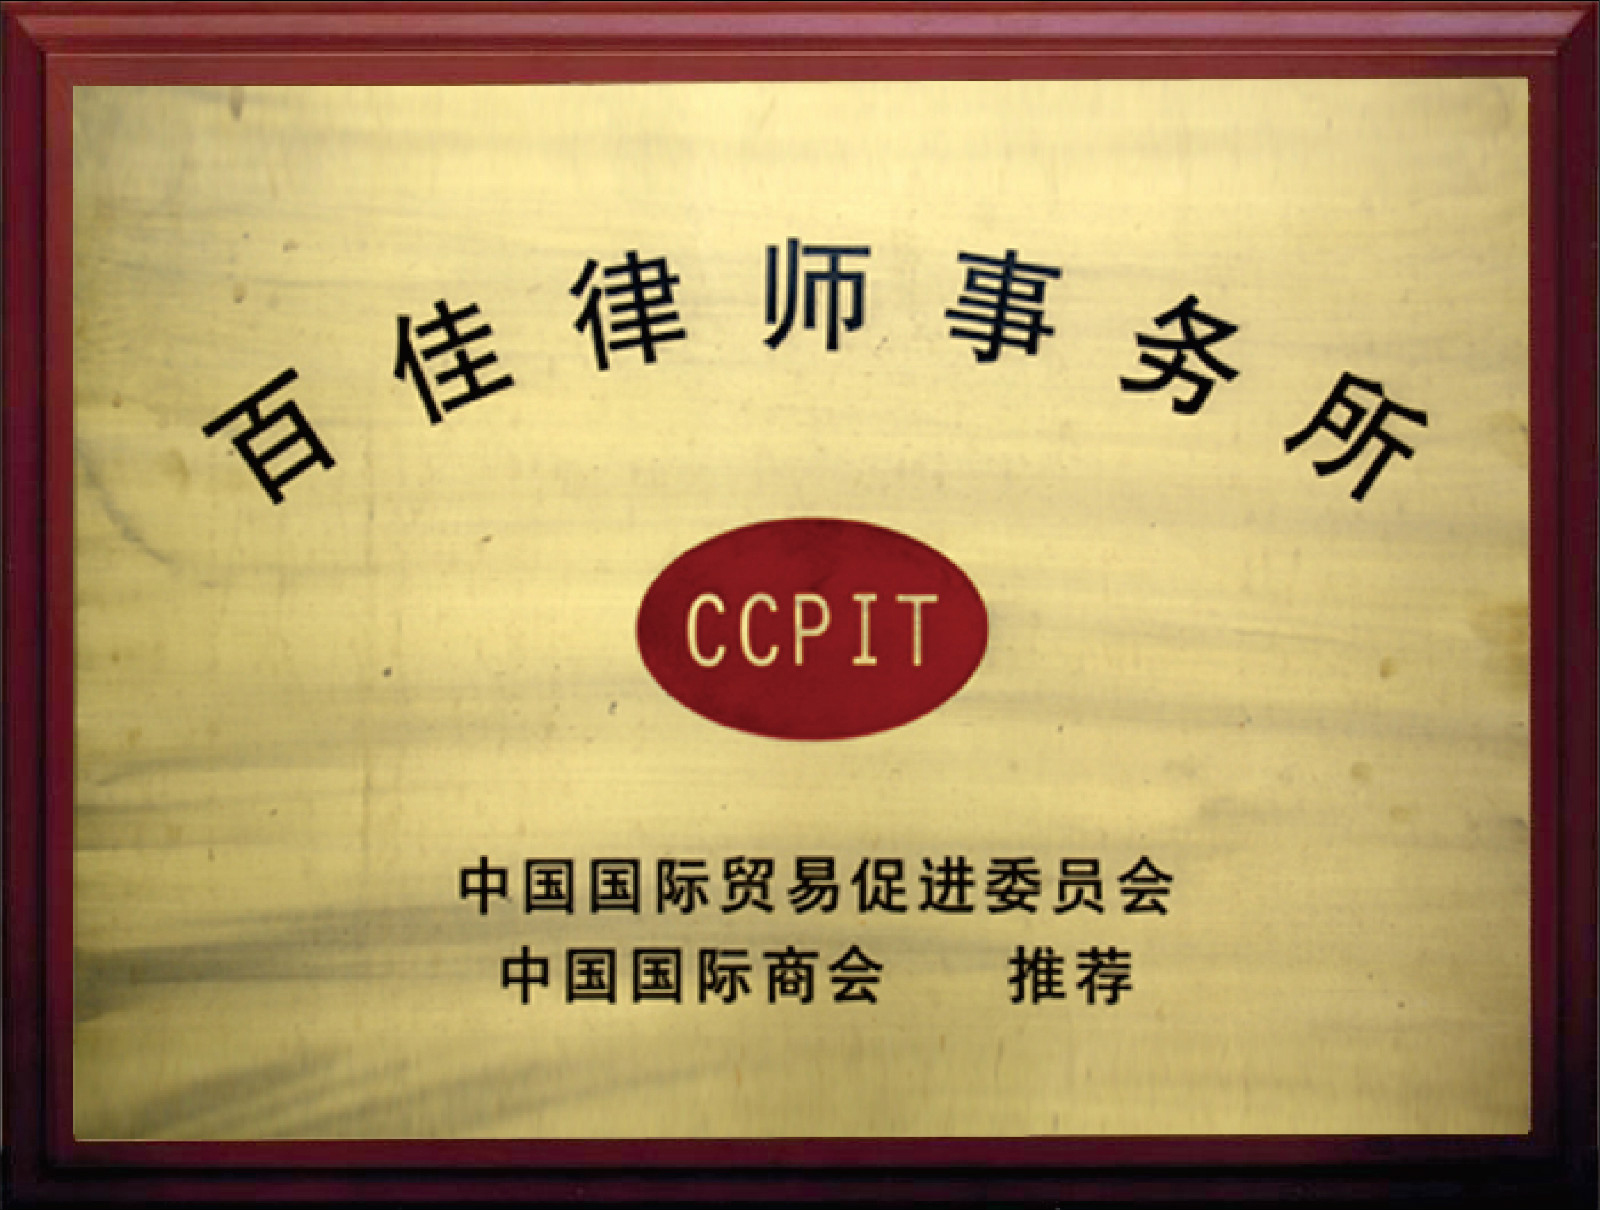 百佳律师事务所
CCPIT
中国国际贸易促进委员会
中国国际商会 推荐